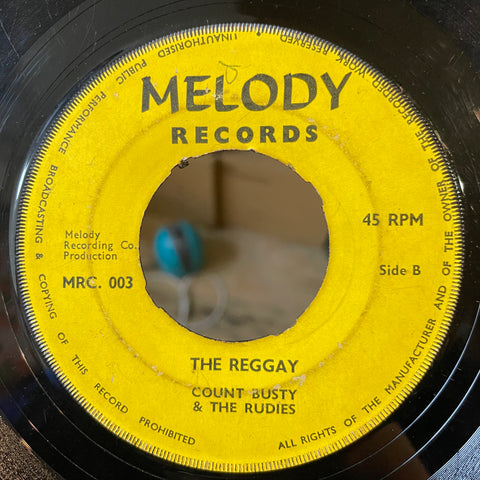 ALL RIGHTS OF THE MANUFACTURER AND OF THE OWNER OF THE RECORDED WORK RESERVED UNAUTHORISED PUBLIC PERFORMANCE BROADCASTING & COPYING OF THIS RECORD PROHIBITED
MELODY
RECORDS
Melody
Recording Co.,
Production
MRC. 003
45 RPM
Side B
THE REGGAY
COUNT BUSTY
& THE RUDIES